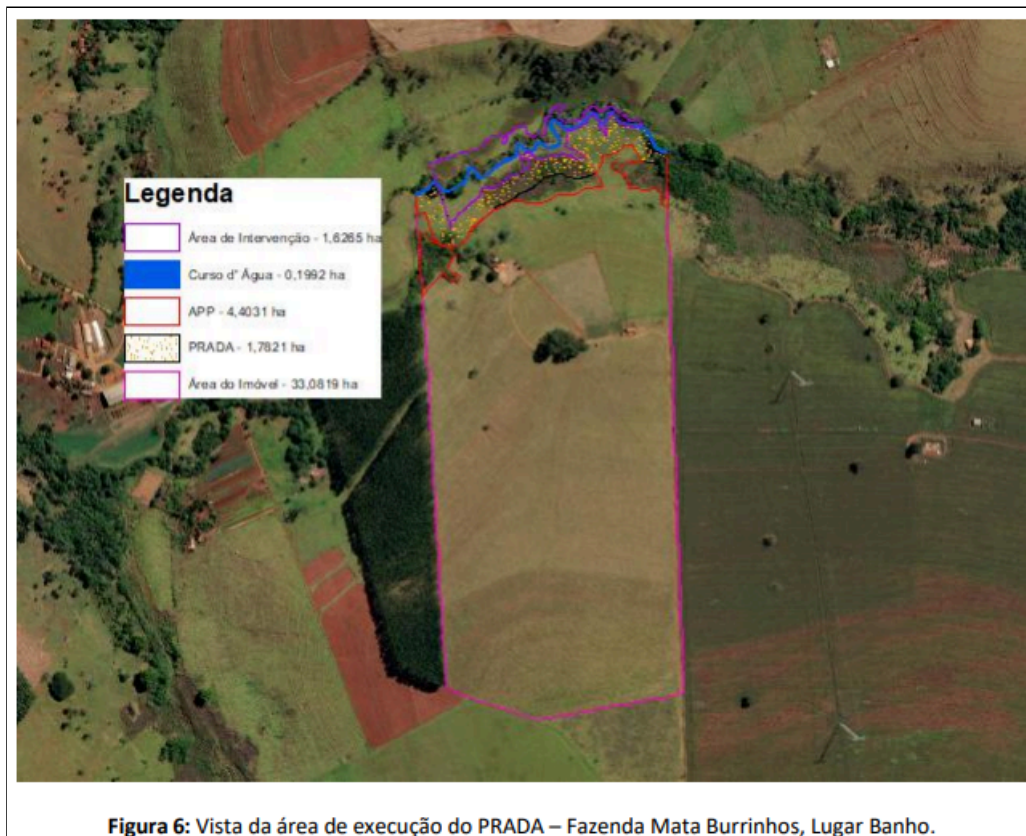 Legenda
Área de Intervenção - 1,6265 ha
Curso d' Água - 0,1992 ha
APP - 4,4031 ha
PRADA - 1,7821 ha
Área do Imóvel - 33,0819 ha
Figura 6: Vista da área de execução do PRADA – Fazenda Mata Burrinhos, Lugar Banho.